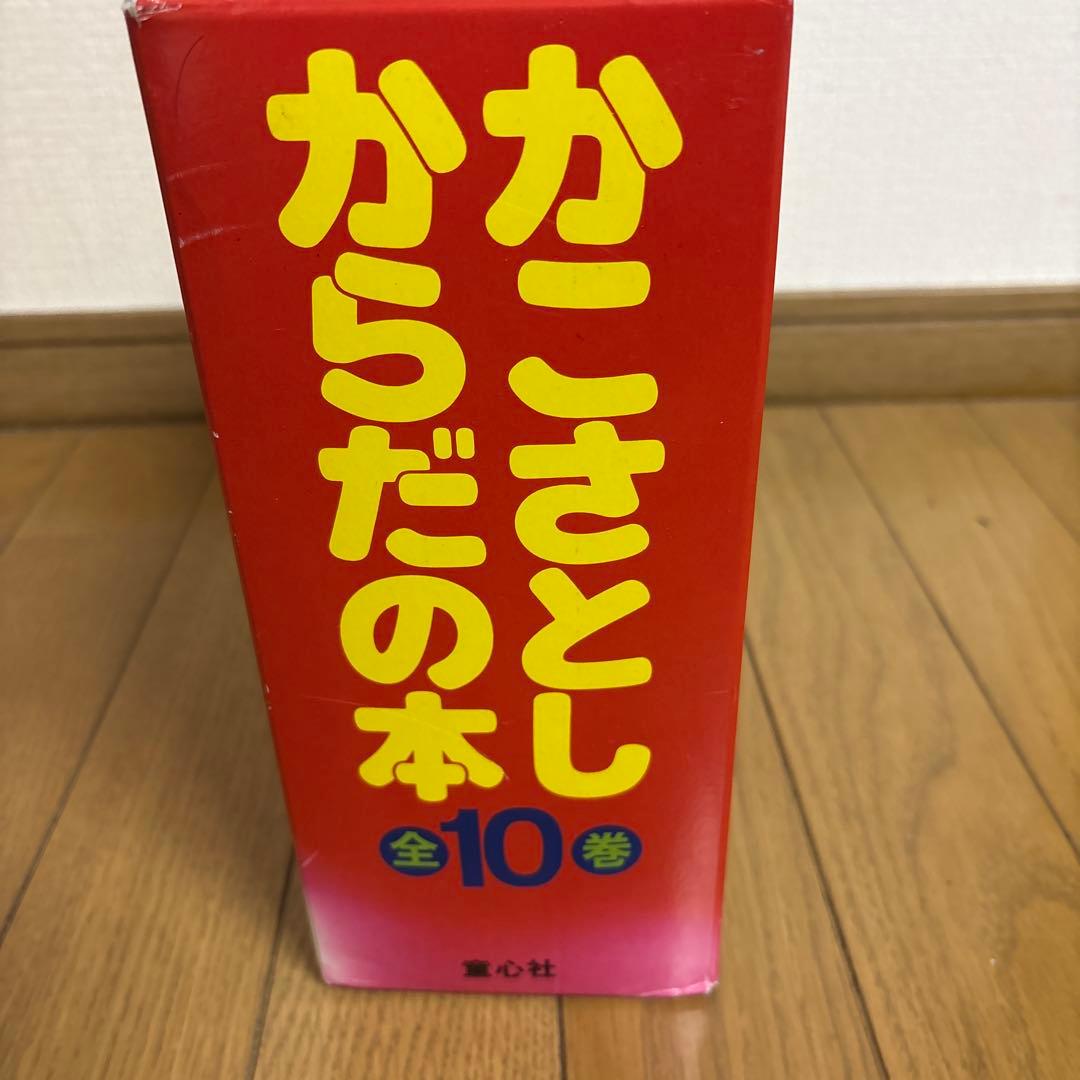 かこさとし
からだの本
全10巻
童心社